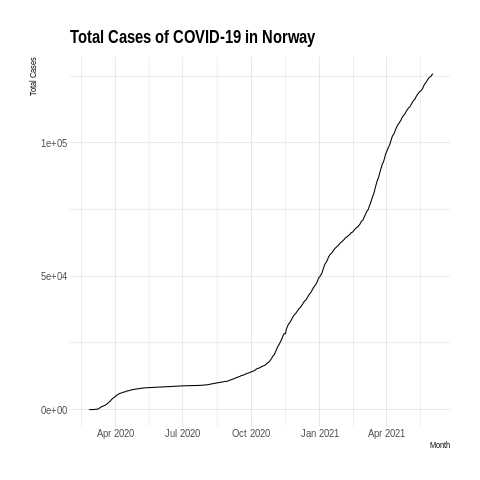 Total Cases of COVID-19 in Norway
Total Cases
1e+05
5e+04
0e+00
Apr 2020 Jul 2020 Oct 2020 Jan 2021 Apr 2021
Month